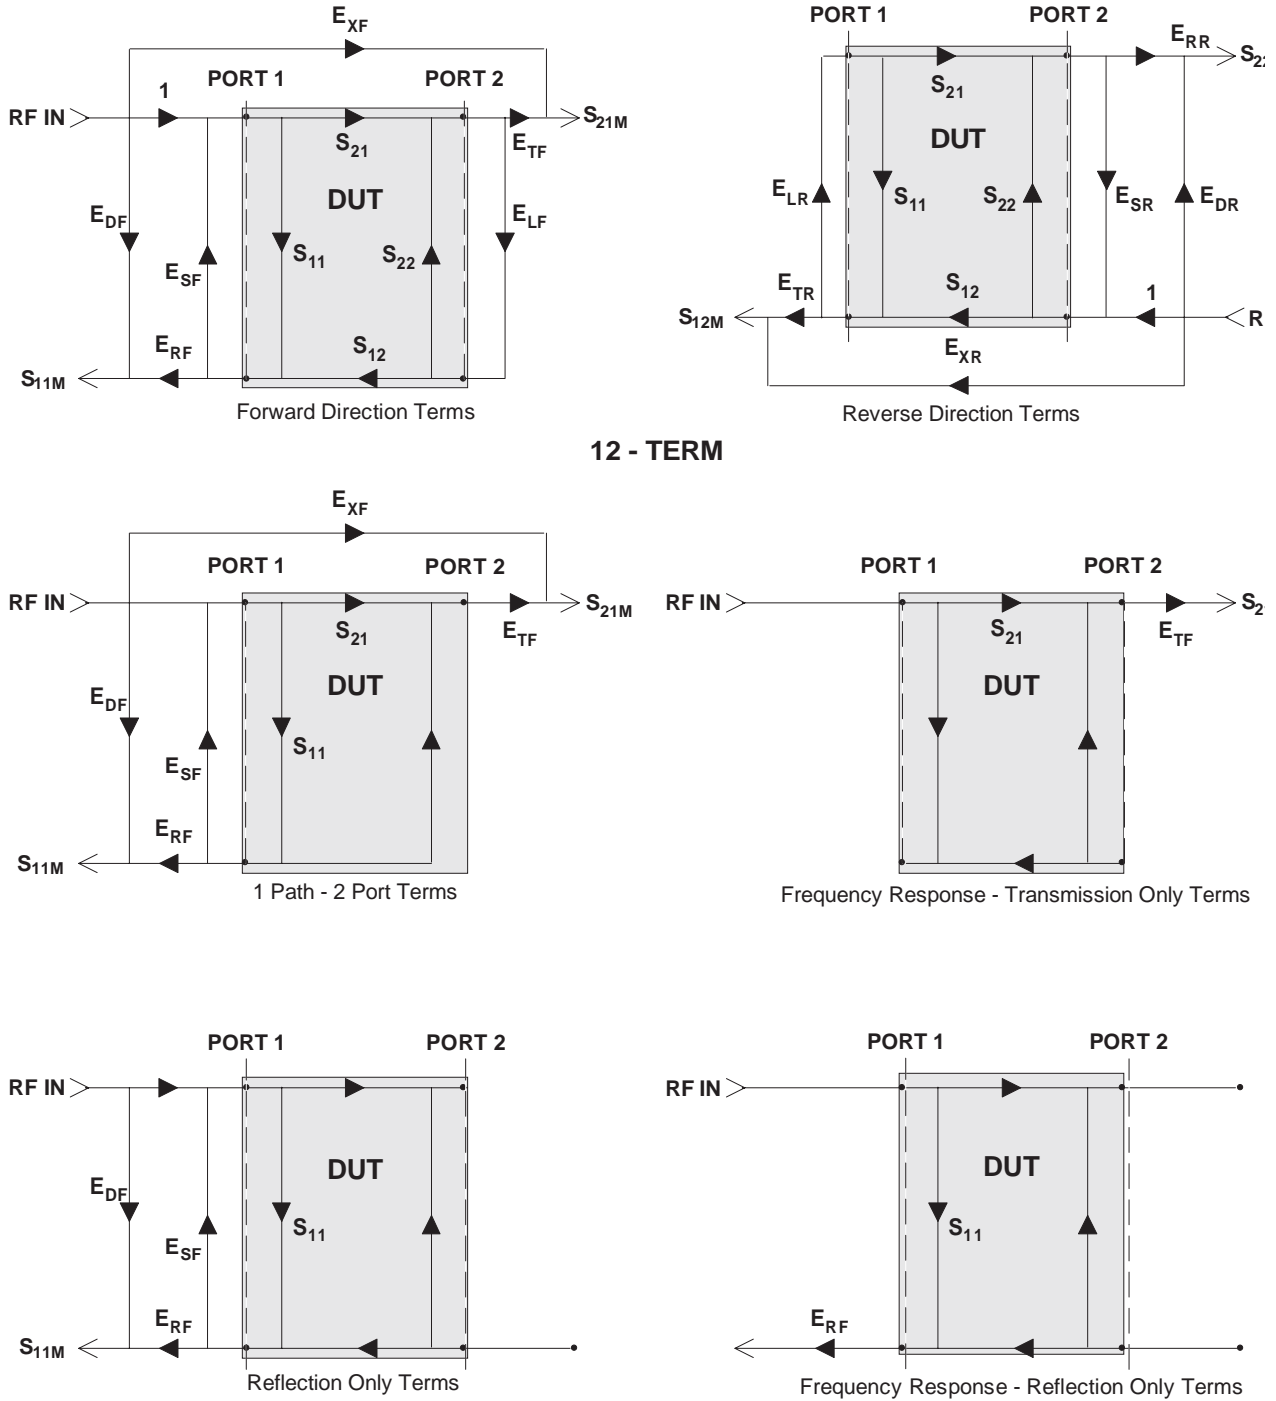 E_XF
PORT 1 PORT 2
1
RF IN
S_21M
S_21
E_TF
DUT
E_DF
E_LF
S_11
S_22
E_SF
E_RF
S_12
S_11M
Forward Direction Terms
PORT 1 PORT 2
E_RR
S_22
S_21
DUT
E_LR
S_11
S_22
E_SR
E_DR
E_TR
S_12
1
S_12M
R
E_XR
Reverse Direction Terms
12 - TERM
E_XF
PORT 1 PORT 2
RF IN
S_21M
S_21
E_TF
DUT
E_DF
S_11
E_SF
E_RF
S_11M
1 Path - 2 Port Terms
PORT 1 PORT 2
RF IN
S_21
E_TF
DUT
Frequency Response - Transmission Only Terms
PORT 1 PORT 2
RF IN
DUT
E_DF
S_11
E_SF
E_RF
S_11M
Reflection Only Terms
PORT 1 PORT 2
RF IN
DUT
S_11
E_RF
Frequency Response - Reflection Only Terms